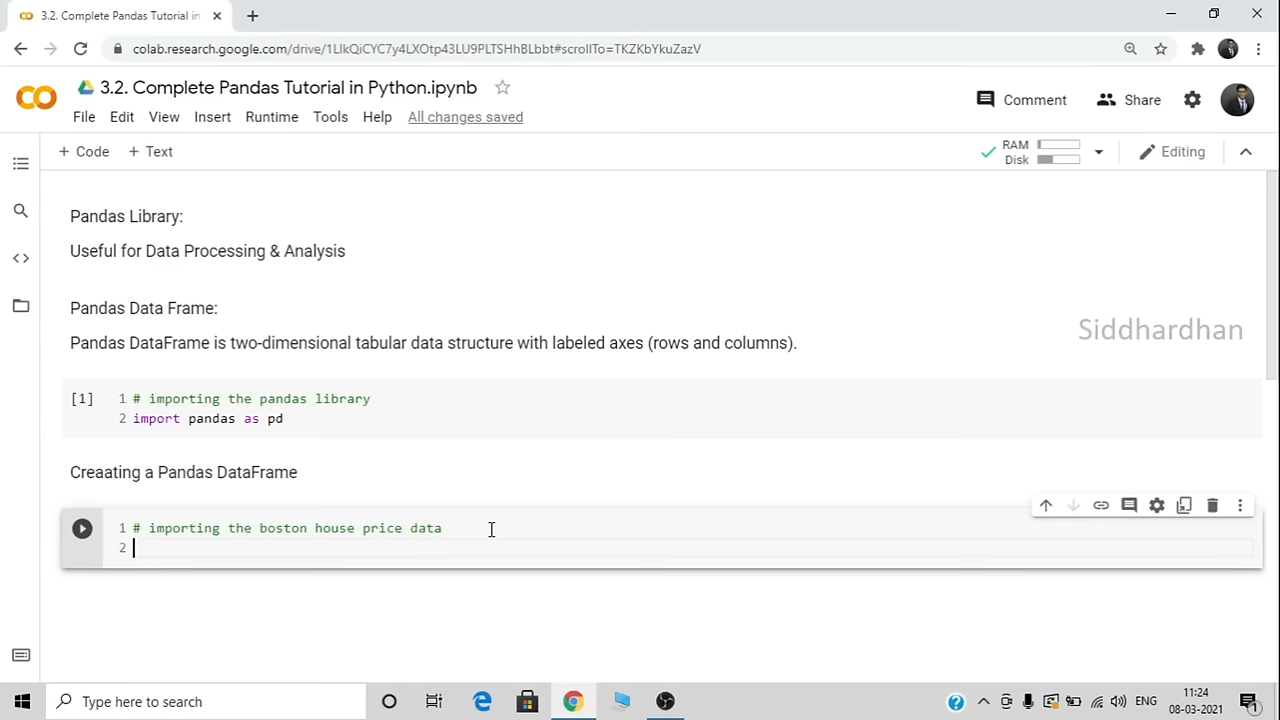 3.2. Complete Pandas Tutorial in
colab.research.google.com/drive/1LIkQiCYC7y4LXOtp43LU9PLTSHhBLbbt#scrollTo=TKZKbYkuZazV
3.2. Complete Pandas Tutorial in Python.ipynb
Comment
Share
File Edit View Insert Runtime Tools Help All changes saved
+ Code + Text
RAM
Disk
Editing
Pandas Library:
Useful for Data Processing & Analysis
Pandas Data Frame:
Siddhardhan
Pandas DataFrame is two-dimensional tabular data structure with labeled axes (rows and columns).
[1] 1 # importing the pandas library
2 import pandas as pd
Creaating a Pandas DataFrame
1 # importing the boston house price data
2
Type here to search
ENG
11:24
08-03-2021
1